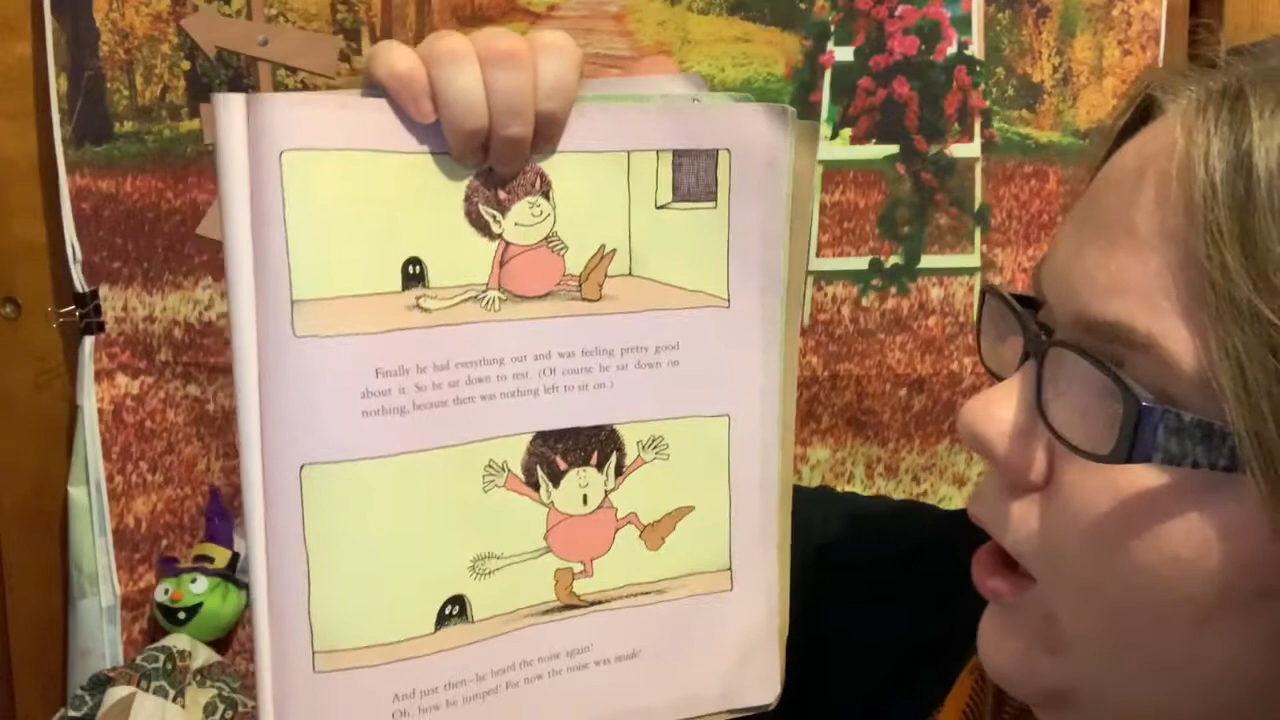 Finally he had everything out and was feeling pretty good
about it. So he sat down to rest. (Of course he sat down on
nothing, because there was nothing left to sit on.)
And just then—he heard the noise again!
Oh, how he jumped! For now the noise was inside!